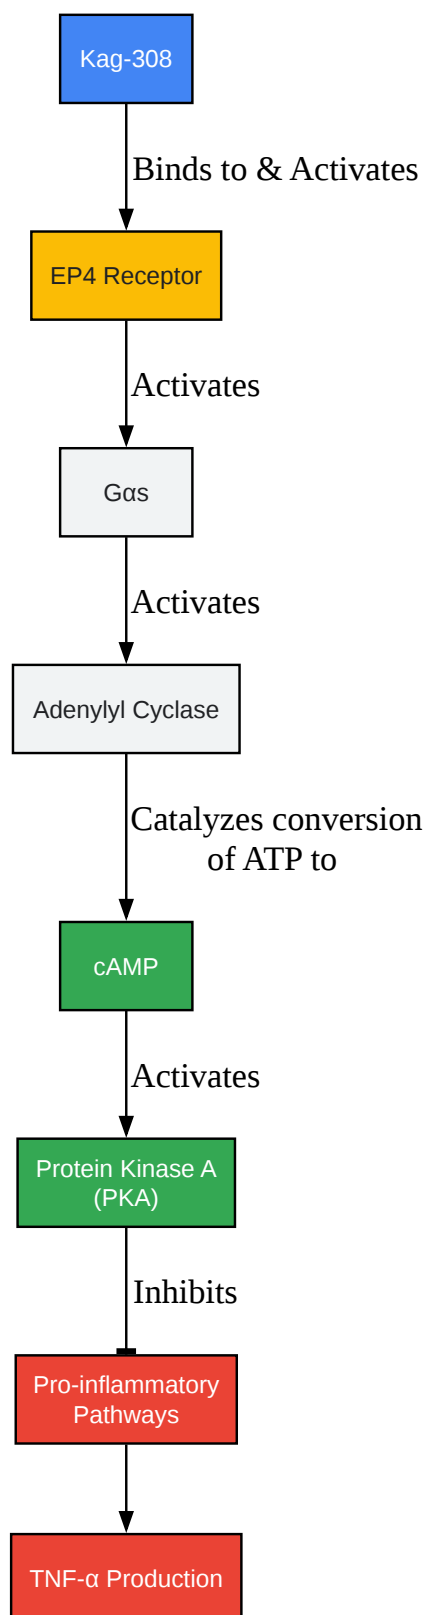 Kag-308
Binds to & Activates
EP4 Receptor
Activates
Gαs
Activates
Adenylyl Cyclase
Catalyzes conversion
of ATP to
cAMP
Activates
Protein Kinase A
(PKA)
Inhibits
Pro-inflammatory
Pathways
TNF-α Production